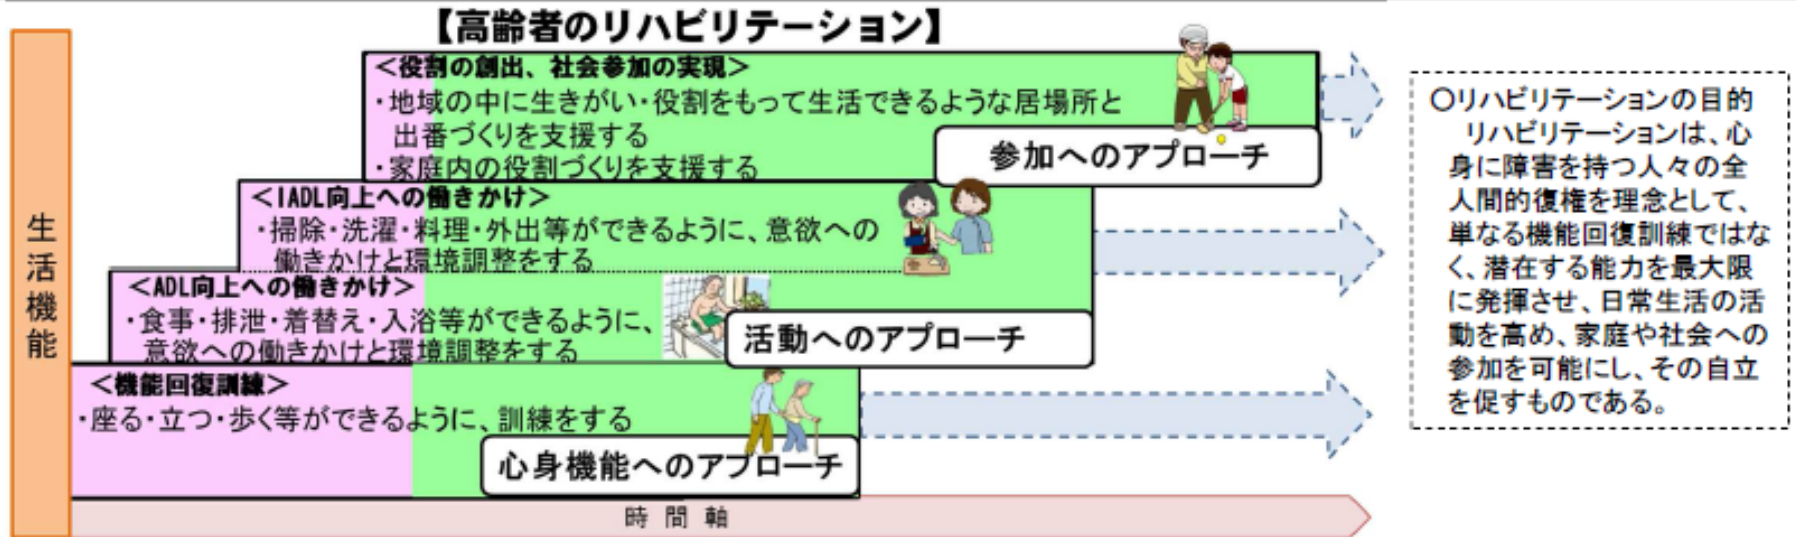 【高齢者のリハビリテーション】
生活機能
＜役割の創出、社会参加の実現＞
・地域の中に生きがい・役割をもって生活できるような居場所と
出番づくりを支援する
・家庭内の役割づくりを支援する
参加へのアプローチ
＜IADL向上への働きかけ＞
・掃除・洗濯・料理・外出等ができるように、意欲への
働きかけと環境調整をする
＜ADL向上への働きかけ＞
・食事・排泄・着替え・入浴等ができるように、
意欲への働きかけと環境調整をする
活動へのアプローチ
＜機能回復訓練＞
・座る・立つ・歩く等ができるように、訓練をする
心身機能へのアプローチ
時間軸
○リハビリテーションの目的
リハビリテーションは、心
身に障害を持つ人々の全
人間的復権を理念として、
単なる機能回復訓練ではな
く、潜在する能力を最大限
に発揮させ、日常生活の活
動を高め、家庭や社会への
参加を可能にし、その自立
を促すものである。